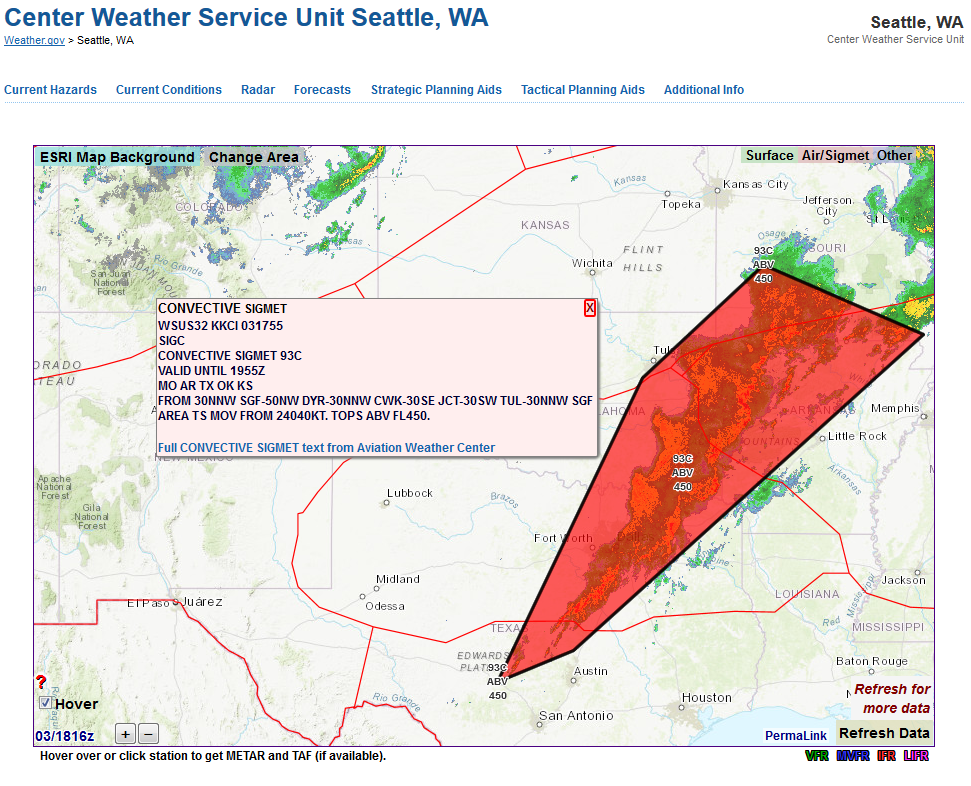 Center Weather Service Unit Seattle, WA
Seattle, WA
Weather.gov > Seattle, WA
Center Weather Service Unit
Current Hazards Current Conditions Radar Forecasts Strategic Planning Aids Tactical Planning Aids Additional Info
ESRI Map Background Change Area
Surface Air/Sigmet Other
COLORADO
Kansas
Kansas City
Topeka
Jefferson
City
St Louis
KANSAS
Osage
FLINT
HILLS
Wichita
93C
ABV
450
Rio Grande
San Juan
National
Forest
CONVECTIVE SIGMET
X
WSUS32 KKCI 031755
SIGC
CONVECTIVE SIGMET 93C
VALID UNTIL 1955Z
MO AR TX OK KS
FROM 30NNW SGF-50NW DYR-30NNW CWK-30SE JCT-30SW TUL-30NNW SGF
AREA TS MOV FROM 24040KT. TOPS ABV FL450.
Full CONVECTIVE SIGMET text from Aviation Weather Center
NEW MEXICO
ARKANSAS
Memphis
Little Rock
Arkansas
93C
ABV
450
Apache
National
Forest
Gila
National
Forest
Lubbock
Brazos
Fort Worth
Dallas
Midland
Odessa
El Paso
Juárez
Jackson
LOUISIANA
Red
MISSISSIPPI
TEXAS
EDWARDS
93C
ABV
450
Austin
Baton Rouge
Houston
San Antonio
Rio Grande
?
Hover
Refresh for
more data
03/1816z
+ −
PermaLink
Refresh Data
Hover over or click station to get METAR and TAF (if available).
VFR MVFR IFR LIFR